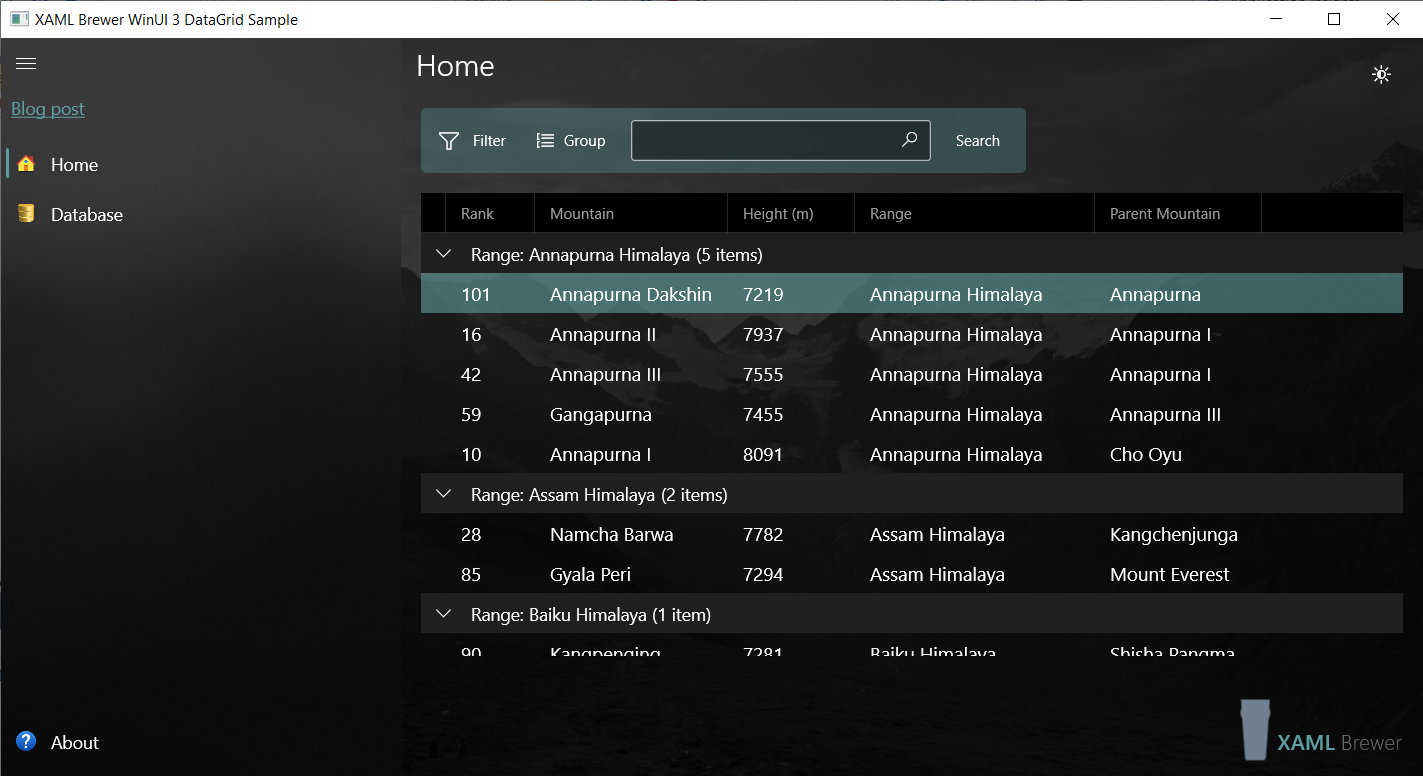 XAML Brewer WinUI 3 DataGrid Sample
Home
Blog post
Home
Database
Filter Group Search
Rank Mountain Height (m) Range Parent Mountain
Range: Annapurna Himalaya (5 items)
101 Annapurna Dakshin 7219 Annapurna Himalaya Annapurna
16 Annapurna II 7937 Annapurna Himalaya Annapurna I
42 Annapurna III 7555 Annapurna Himalaya Annapurna I
59 Gangapurna 7455 Annapurna Himalaya Annapurna III
10 Annapurna I 8091 Annapurna Himalaya Cho Oyu
Range: Assam Himalaya (2 items)
28 Namcha Barwa 7782 Assam Himalaya Kangchenjunga
85 Gyala Peri 7294 Assam Himalaya Mount Everest
Range: Baiku Himalaya (1 item)
90 Kangpenging 7281 Baiku Himalaya Shisha Pangma
About
XAML Brewer